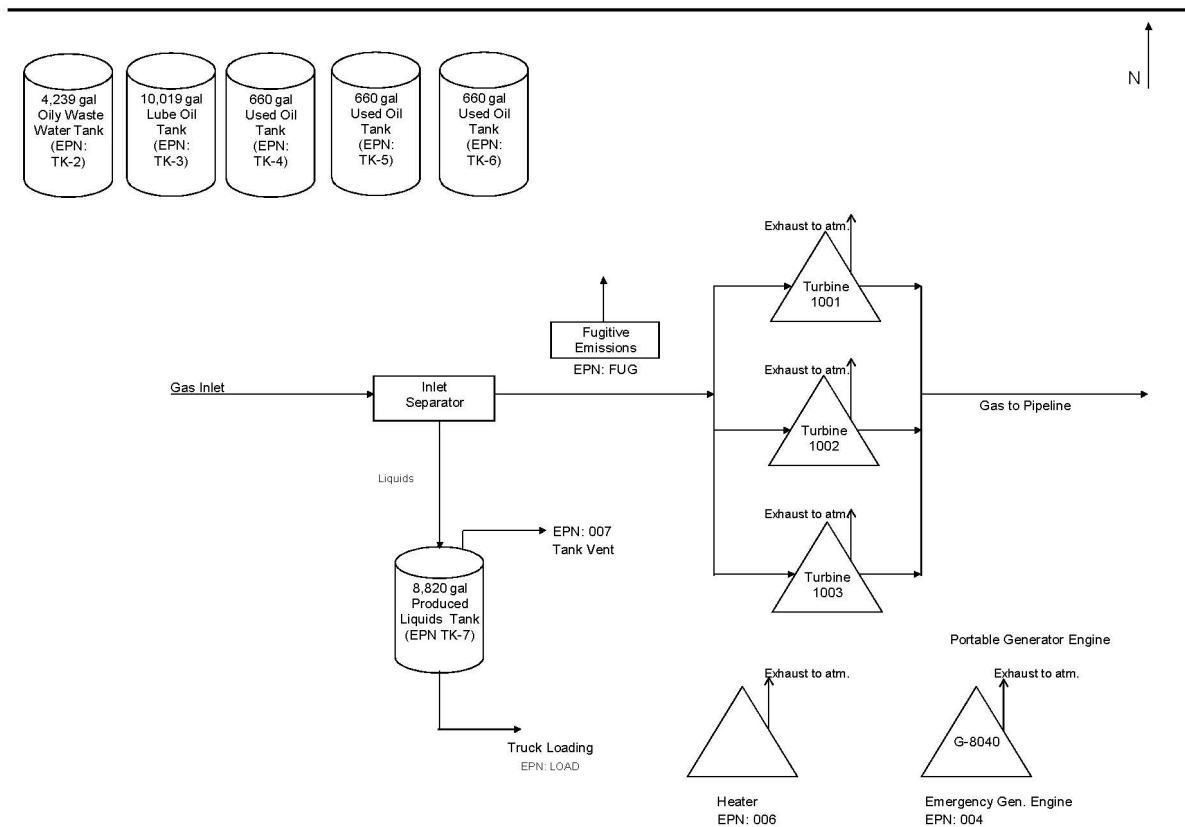 N
4,239 gal
Oily Waste
Water Tank
(EPN:
TK-2)
10,019 gal
Lube Oil
Tank
(EPN:
TK-3)
660 gal
Used Oil
Tank
(EPN:
TK-4)
660 gal
Used Oil
Tank
(EPN:
TK-5)
660 gal
Used Oil
Tank
(EPN:
TK-6)
Exhaust to atm.
Turbine
1001
Fugitive
Emissions
EPN: FUG
Gas Inlet
Inlet
Separator
Exhaust to atm.
Turbine
1002
Gas to Pipeline
Liquids
EPN: 007
Tank Vent
Exhaust to atm.
Turbine
1003
8,820 gal
Produced
Liquids Tank
(EPN TK-7)
Truck Loading
EPN: LOAD
Exhaust to atm.
Heater
EPN: 006
Portable Generator Engine
Exhaust to atm.
G-8040
Emergency Gen. Engine
EPN: 004